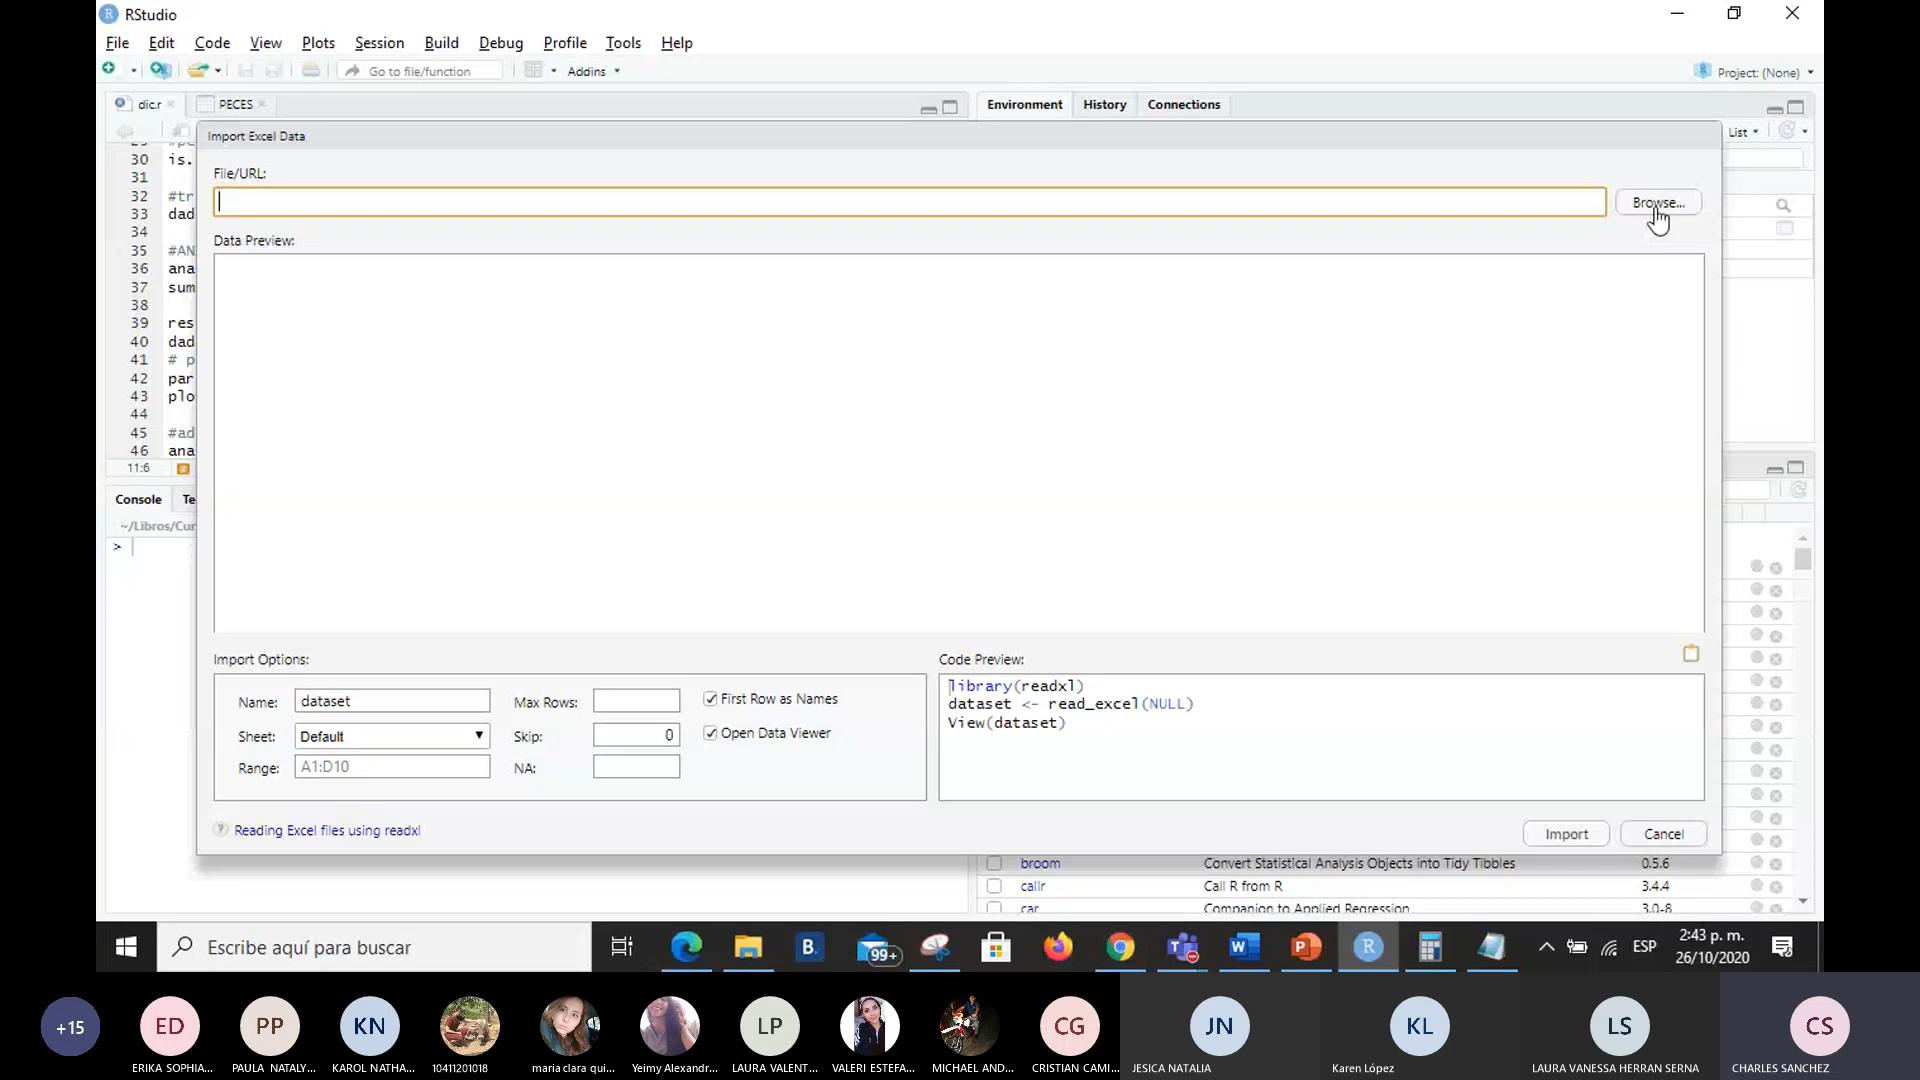 RStudio
File Edit Code View Plots Session Build Debug Profile Tools Help
Go to file/function Addins Project: (None)
dic.r PECES Environment History Connections
Import Excel Data
List
File/URL:
Browse...
Data Preview:
30 is.
31
32 #tr
33 dad
34
35 #AN
36 ana
37 sum
38
39 res
40 dad
41 # p
42 par
43 plo
44
45 #ad
46 ana
11:6
Console Te
~/Libros/Cur
>
Import Options:
Name: dataset
Sheet: Default
Range: A1:D10
Max Rows:
Skip: 0
NA:
First Row as Names
Open Data Viewer
Code Preview:
library(readxl)
dataset <- read_excel(NULL)
View(dataset)
? Reading Excel files using readxl
Import Cancel
broom Convert Statistical Analysis Objects into Tidy Tibbles 0.5.6
callr Call R from R 3.4.4
car Companion to Applied Regression 3.0-8
Escribe aquí para buscar
99+
ESP
2:43 p. m.
26/10/2020
+15 ED PP KN LP CG JN KL LS CS
ERIKA SOPHIA... PAULA NATALY... KAROL NATHA... 10411201018 maria clara qui... Yeimy Alexandr... LAURA VALENT... VALERI ESTEFA... MICHAEL AND... CRISTIAN CAMI... JESICA NATALIA Karen López LAURA VANESSA HERRAN SERNA CHARLES SANCHEZ